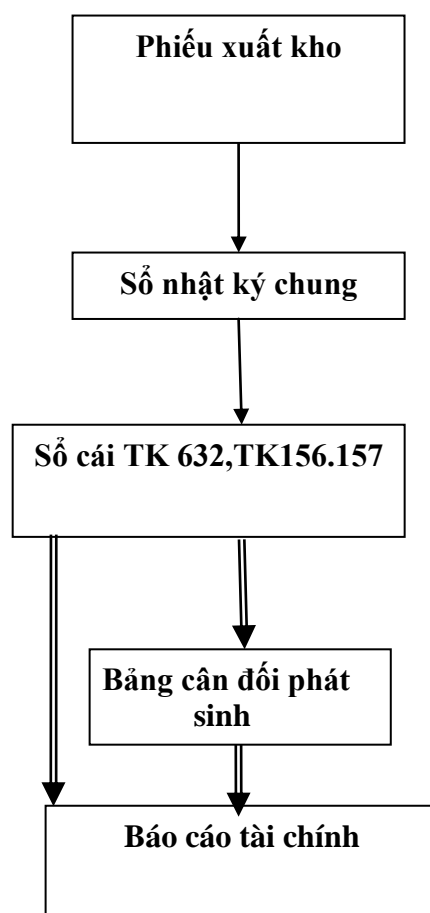 Phiếu xuất kho
Sổ nhật ký chung
Sổ cái TK 632,TK156.157
Bảng cân đối phát
sinh
Báo cáo tài chính